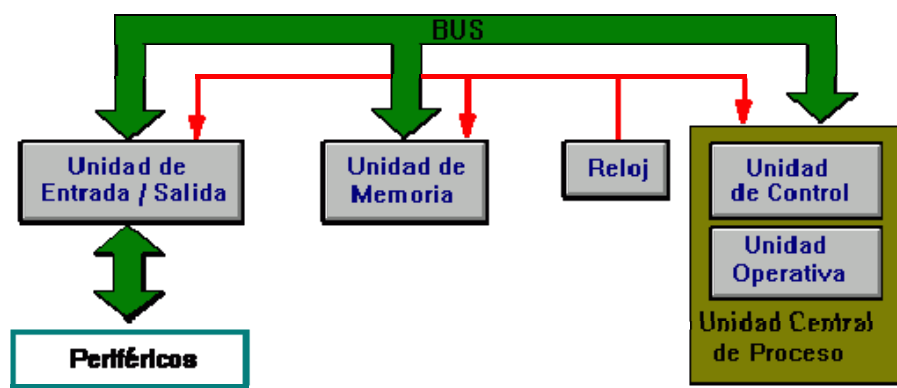 BUS
Unidad de
Entrada / Salida
Unidad de
Memoria
Reloj
Unidad
de Control
Unidad
Operativa
Unidad Central
de Proceso
Periféricos